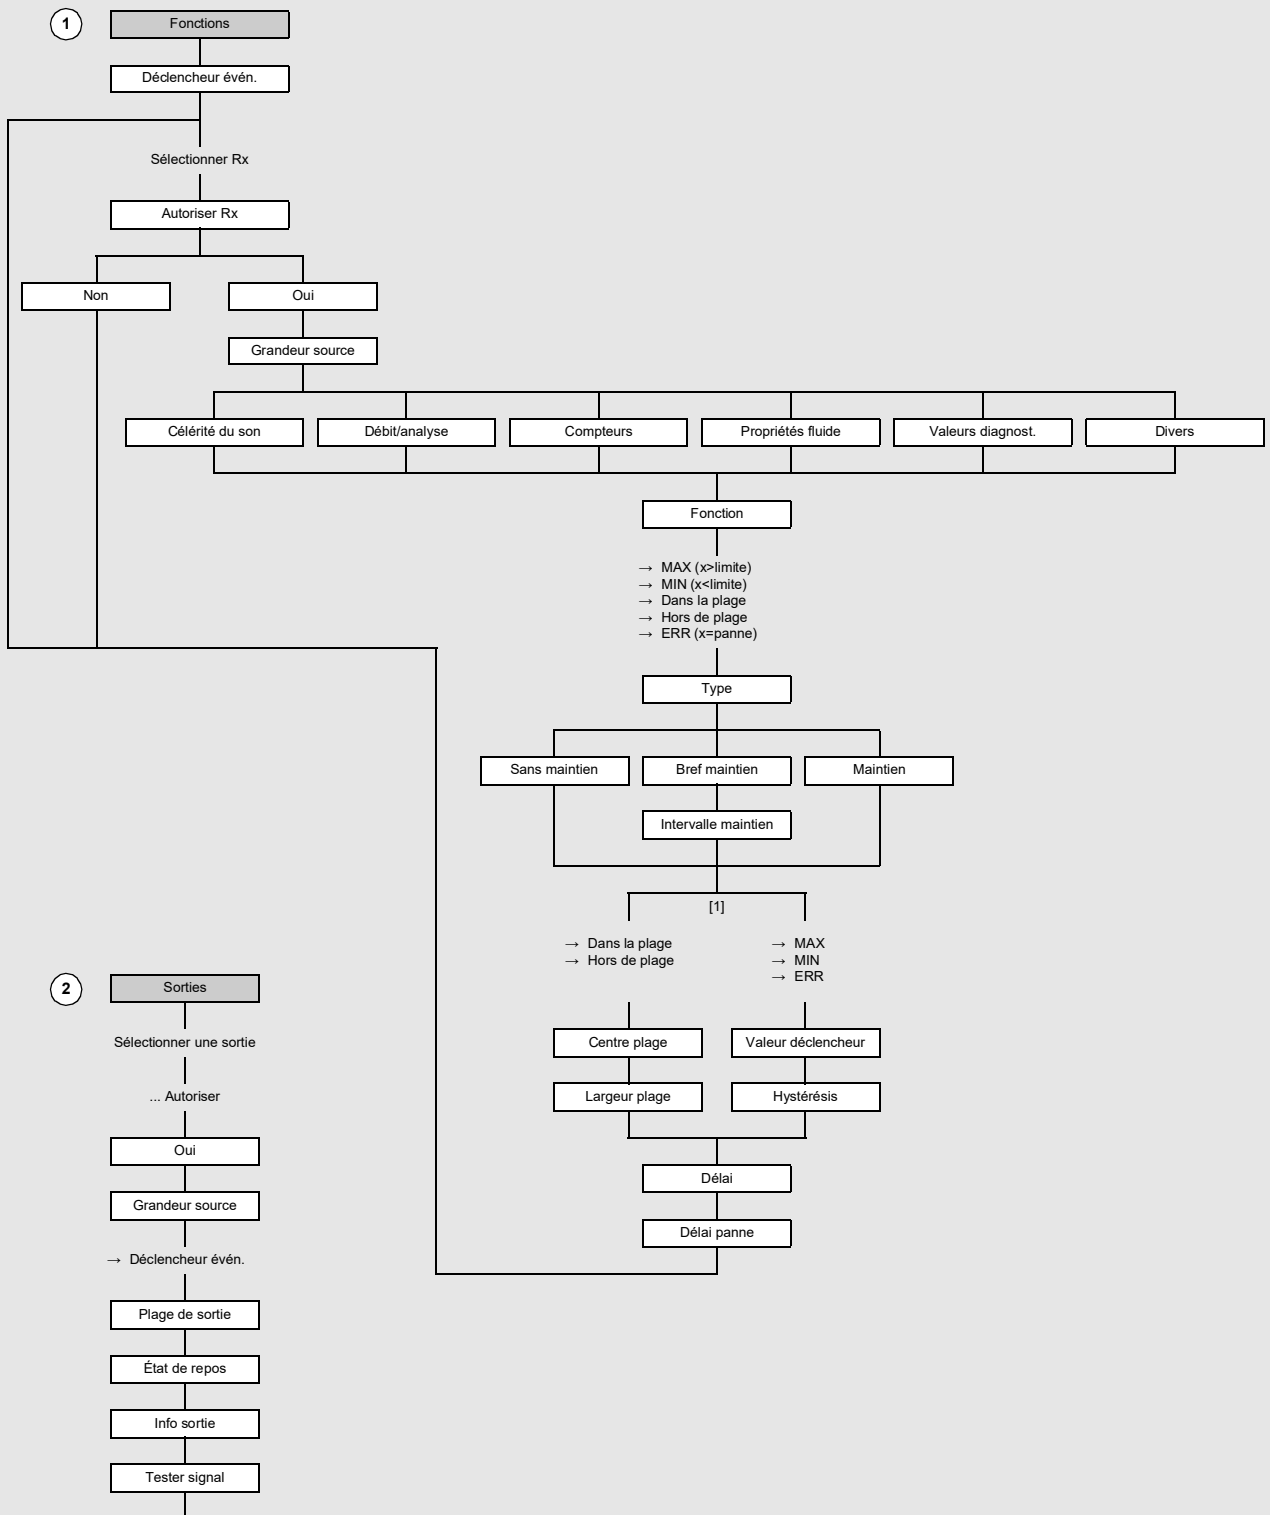 1
Fonctions
Déclencheur évén.
Sélectionner Rx
Autoriser Rx
Non
Oui
Grandeur source
Célérité du son
Débit/analyse
Compteurs
Propriétés fluide
Valeurs diagnost.
Divers
Fonction
→ MAX (x>limite)
→ MIN (x<limite)
→ Dans la plage
→ Hors de plage
→ ERR (x=panne)
Type
Sans maintien
Bref maintien
Maintien
Intervalle maintien
[1]
→ Dans la plage
→ Hors de plage
→ MAX
→ MIN
→ ERR
Centre plage
Valeur déclencheur
Largeur plage
Hystérésis
Délai
Délai panne
2
Sorties
Sélectionner une sortie
... Autoriser
Oui
Grandeur source
→ Déclencheur évén.
Plage de sortie
État de repos
Info sortie
Tester signal